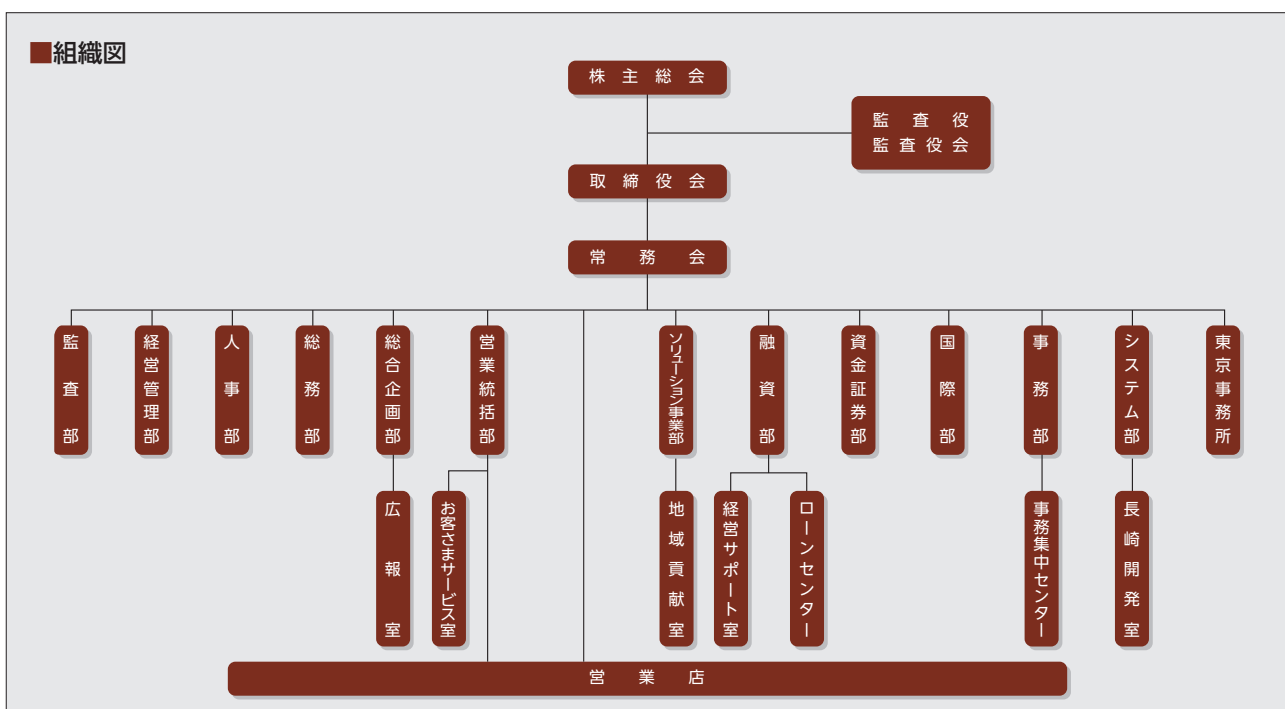 ■組織図
株主総会
監査役
監査役会
取締役会
常務会
監査部
経営管理部
人事部
総務部
総合企画部
営業統括部
ソリューション事業部
融資部
資金証券部
国際部
事務部
システム部
東京事務所
広報室
お客さまサービス室
地域貢献室
経営サポート室
ローンセンター
事務集中センター
長崎開発室
営業店